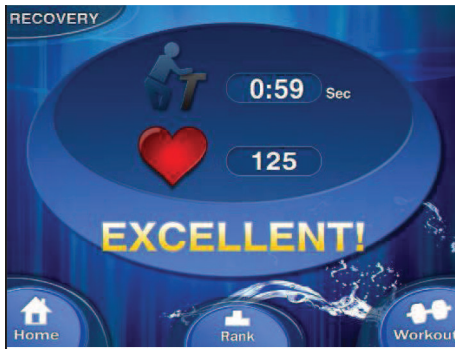 RECOVERY
0:59 Sec
125
EXCELLENT!
Home
Rank
Workout